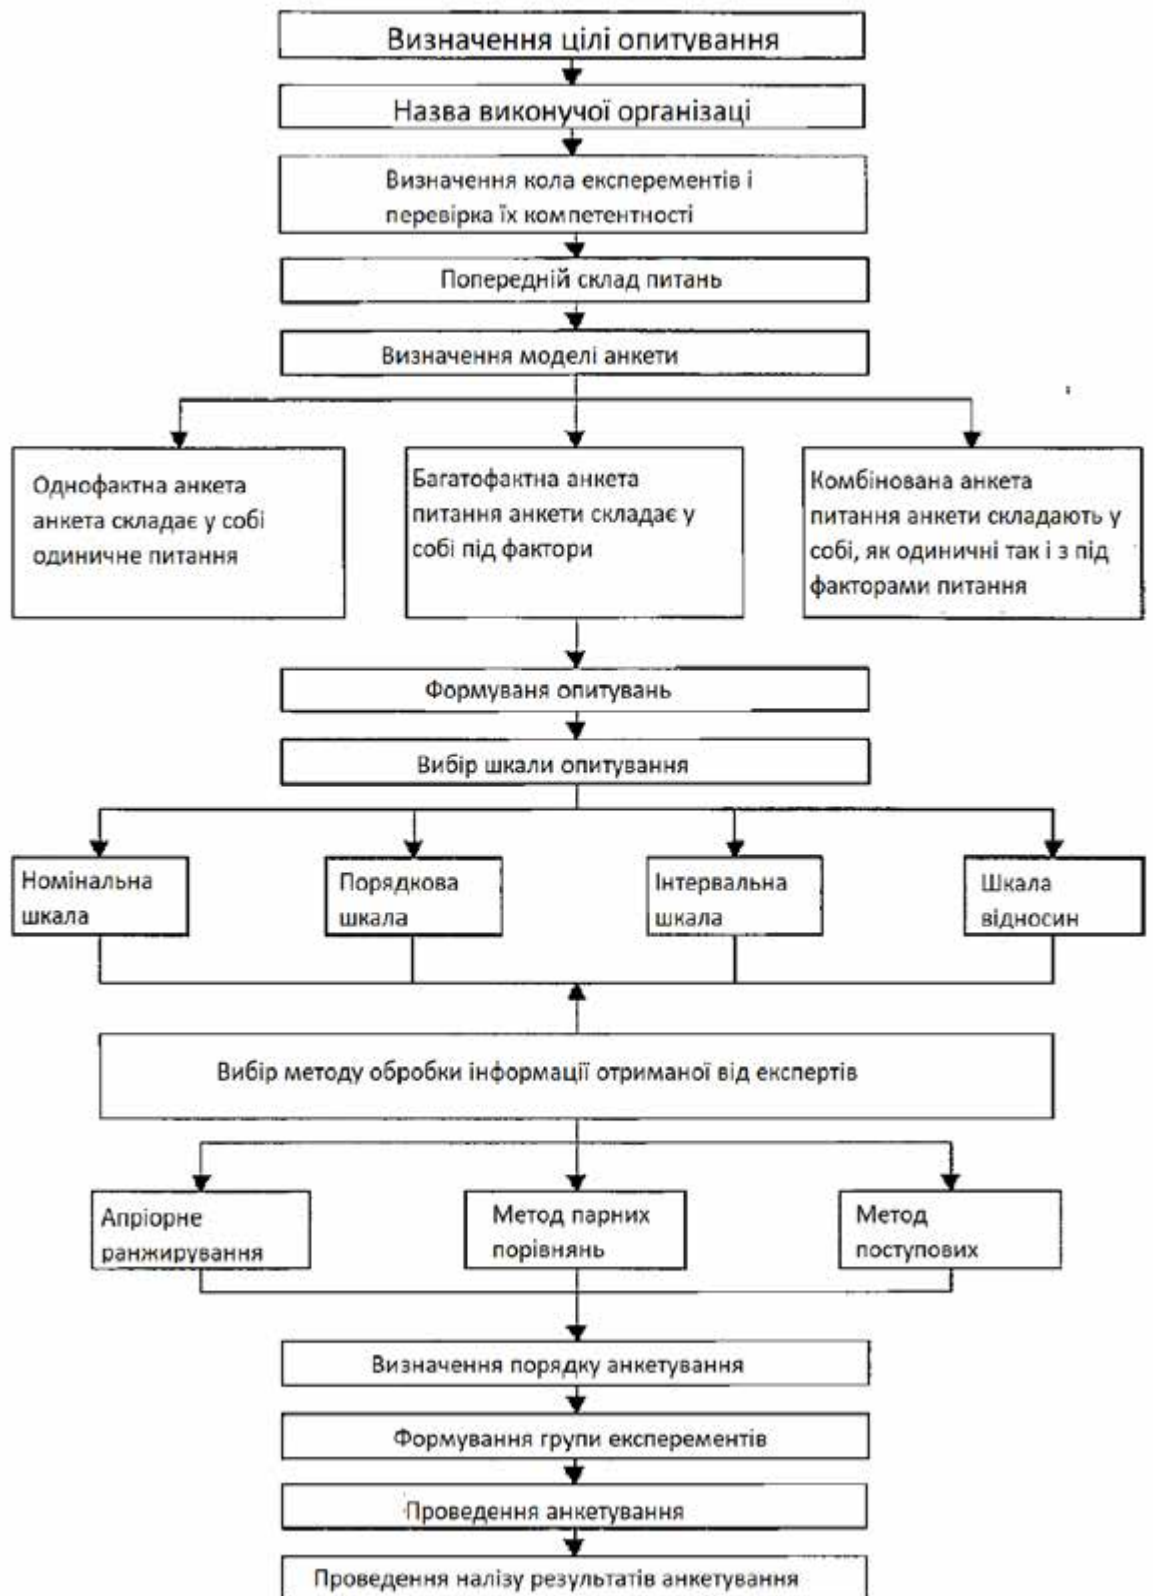 Визначення цілі опитування
Назва виконучої організаці
Визначення кола експерементів і
перевірка їх компетентності
Попередній склад питань
Визначення моделі анкети
Однофактна анкета
анкета складає у собі
одиничне питання
Багатофактна анкета
питання анкети складає у
собі під фактори
Комбінована анкета
питання анкети складають у
собі, як одиничні так і з під
факторами питання
Формуваня опитувань
Вибір шкали опитування
Номінальна
шкала
Порядкова
шкала
Інтервальна
шкала
Шкала
відносин
Вибір методу обробки інформації отриманої від експертів
Апріорне
ранжирування
Метод парних
порівнянь
Метод
поступових
Визначення порядку анкетування
Формування групи експерементів
Проведення анкетування
Проведення налізу результатів анкетування